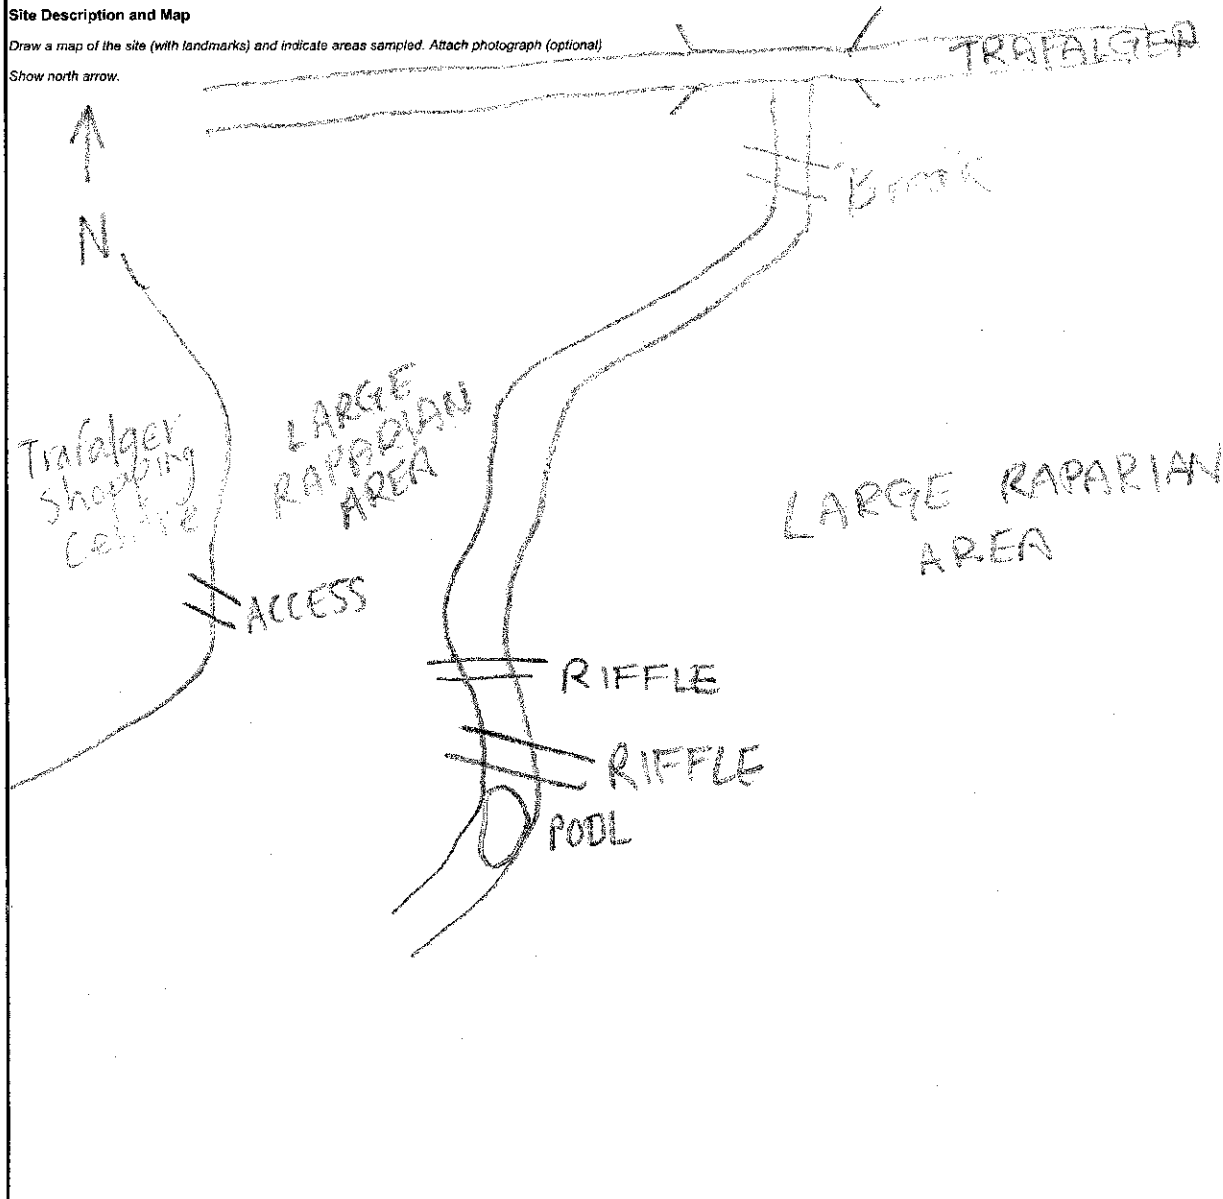 Site Description and Map
Draw a map of the site (with landmarks) and indicate areas sampled. Attach photograph (optional)
Show north arrow.
TRAFALGER
N
Trafalger
Shopping
Centre
LARGE
RAPARIAN
AREA
LARGE RAPARIAN
AREA
ACCESS
RIFFLE
RIFFLE
POOL